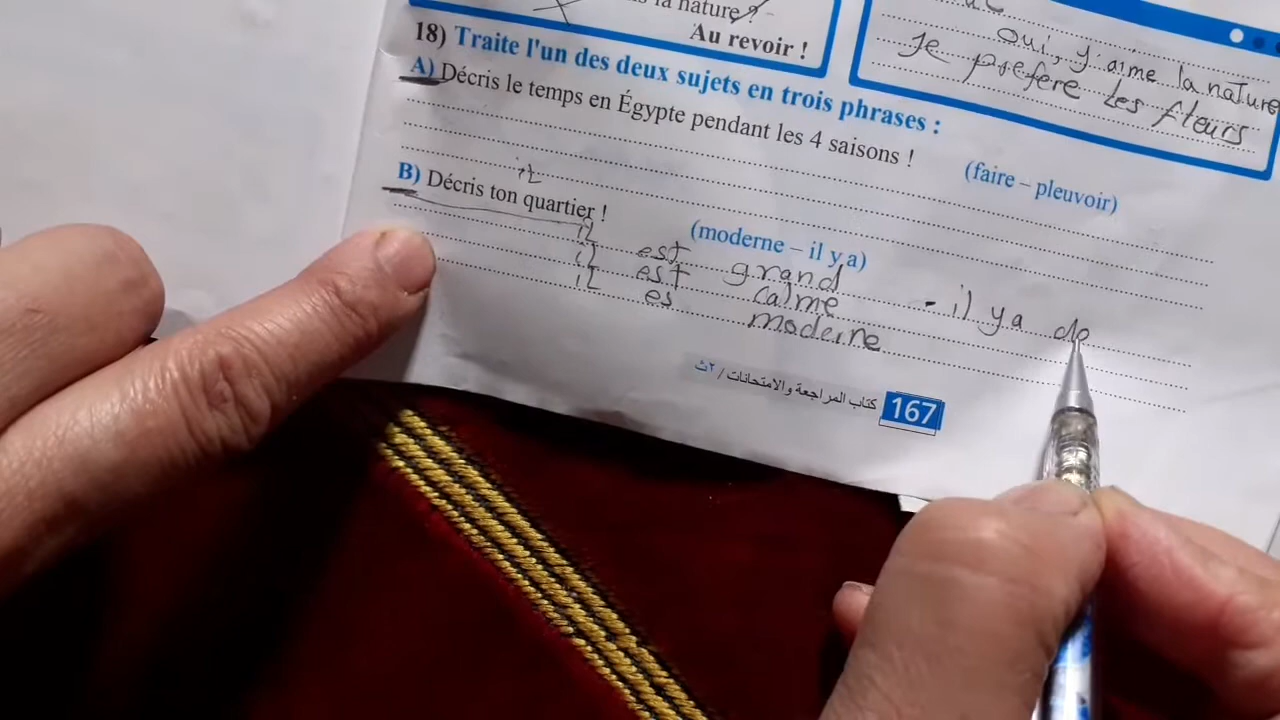 la nature ?
Au revoir !
oui, j'aime la nature
Je prefere les fleurs
18) Traite l'un des deux sujets en trois phrases :
A) Décris le temps en Égypte pendant les 4 saisons !
(faire – pleuvoir)
it
B) Décris ton quartier !
(moderne – il y a)
il est grand
il est calme - il y a de
il es moderne
كتاب المراجعة والامتحانات / ٢ث
167